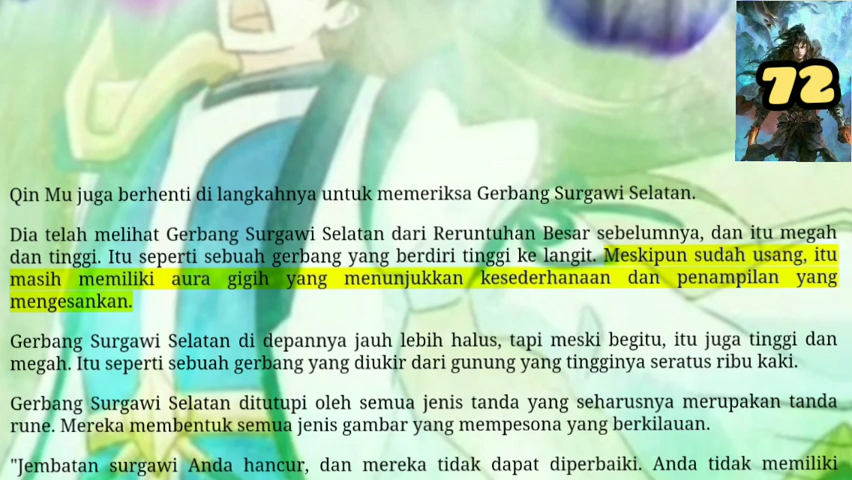 72
Qin Mu juga berhenti di langkahnya untuk memeriksa Gerbang Surgawi Selatan.
Dia telah melihat Gerbang Surgawi Selatan dari Reruntuhan Besar sebelumnya, dan itu megah
dan tinggi. Itu seperti sebuah gerbang yang berdiri tinggi ke langit. Meskipun sudah usang, itu
masih memiliki aura gigih yang menunjukkan kesederhanaan dan penampilan yang
mengesankan.
Gerbang Surgawi Selatan di depannya jauh lebih halus, tapi meski begitu, itu juga tinggi dan
megah. Itu seperti sebuah gerbang yang diukir dari gunung yang tingginya seratus ribu kaki.
Gerbang Surgawi Selatan ditutupi oleh semua jenis tanda yang seharusnya merupakan tanda
rune. Mereka membentuk semua jenis gambar yang mempesona yang berkilauan.
"Jembatan surgawi Anda hancur, dan mereka tidak dapat diperbaiki. Anda tidak memiliki